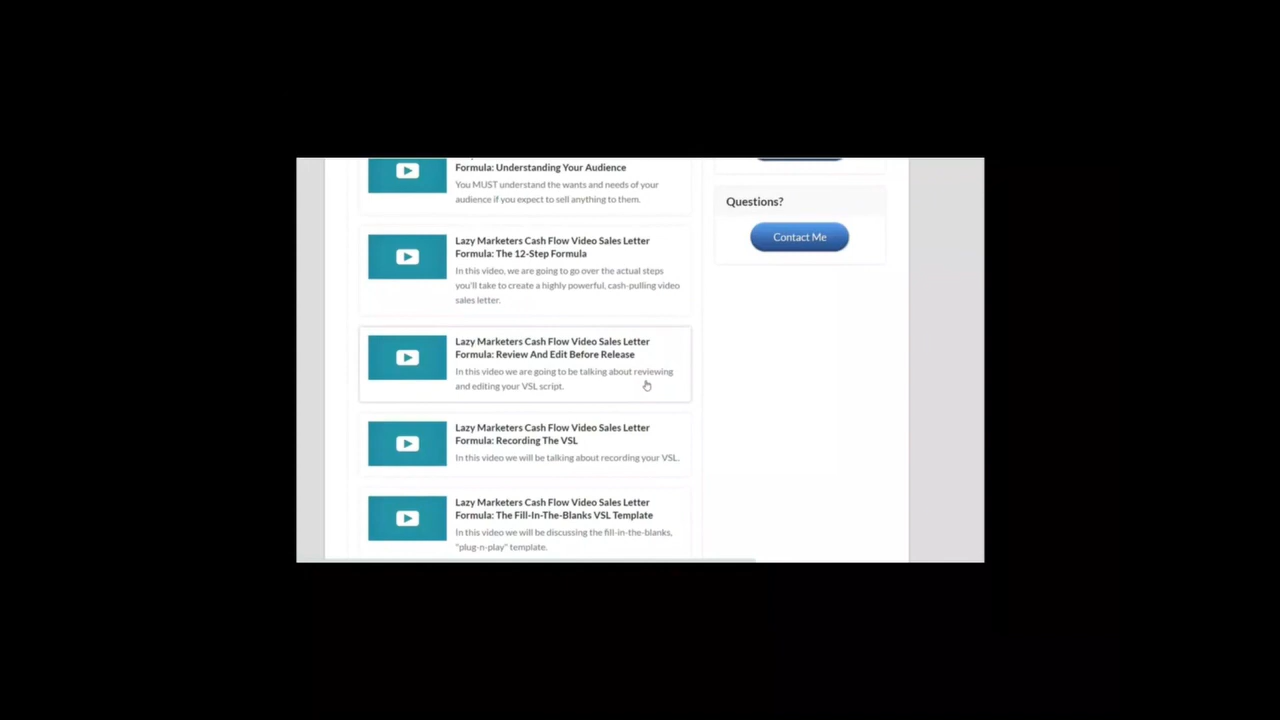 Formula: Understanding Your Audience
You MUST understand the wants and needs of your
audience if you expect to sell anything to them.
Lazy Marketers Cash Flow Video Sales Letter
Formula: The 12-Step Formula
In this video, we are going to go over the actual steps
you'll take to create a highly powerful, cash-pulling video
sales letter.
Lazy Marketers Cash Flow Video Sales Letter
Formula: Review And Edit Before Release
In this video we are going to be talking about reviewing
and editing your VSL script.
Lazy Marketers Cash Flow Video Sales Letter
Formula: Recording The VSL
In this video we will be talking about recording your VSL.
Lazy Marketers Cash Flow Video Sales Letter
Formula: The Fill-In-The-Blanks VSL Template
In this video we will be discussing the fill-in-the-blanks,
"plug-n-play" template.
Questions?
Contact Me